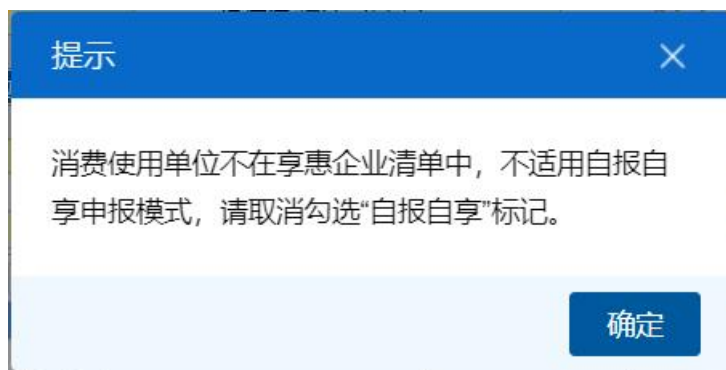 提示
消费使用单位不在享惠企业清单中，不适用自报自
享申报模式，请取消勾选“自报自享”标记。
确定